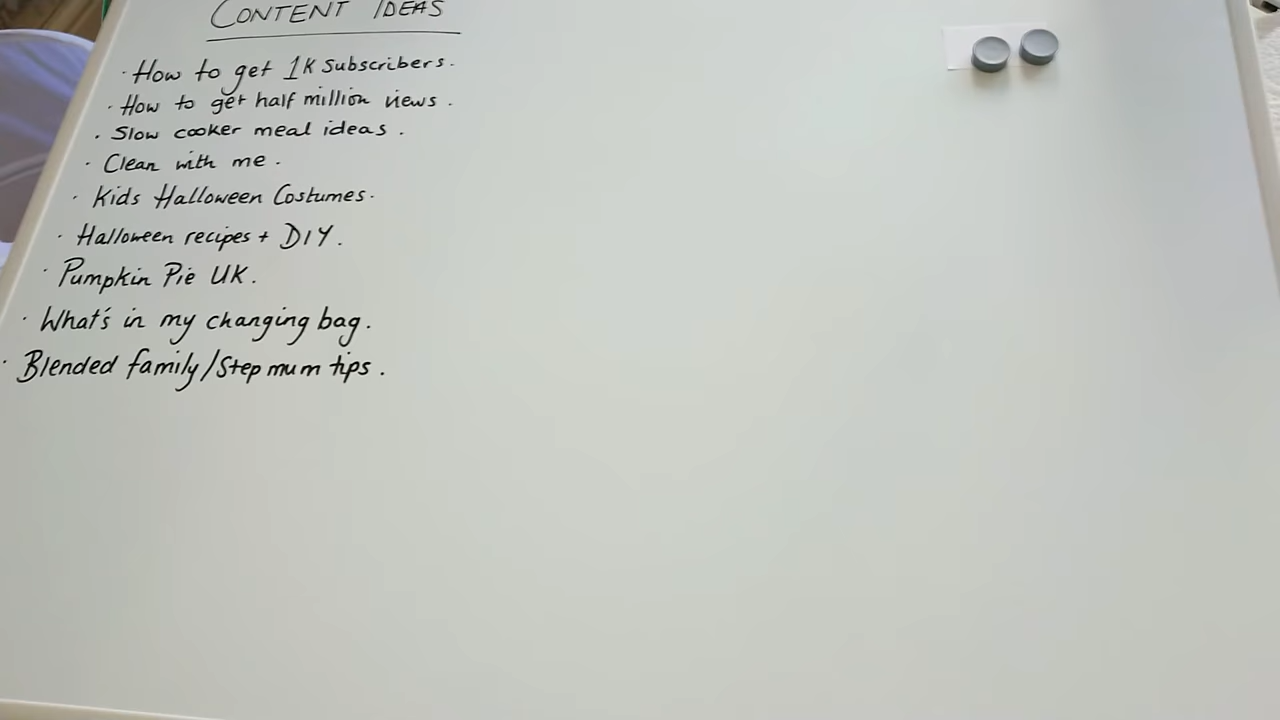 CONTENT IDEAS
· How to get 1K Subscribers.
· How to get half million views.
· Slow cooker meal ideas.
· Clean with me.
· Kids Halloween Costumes.
· Halloween recipes + DIY.
· Pumpkin Pie UK.
· What's in my changing bag.
· Blended family/Step mum tips.